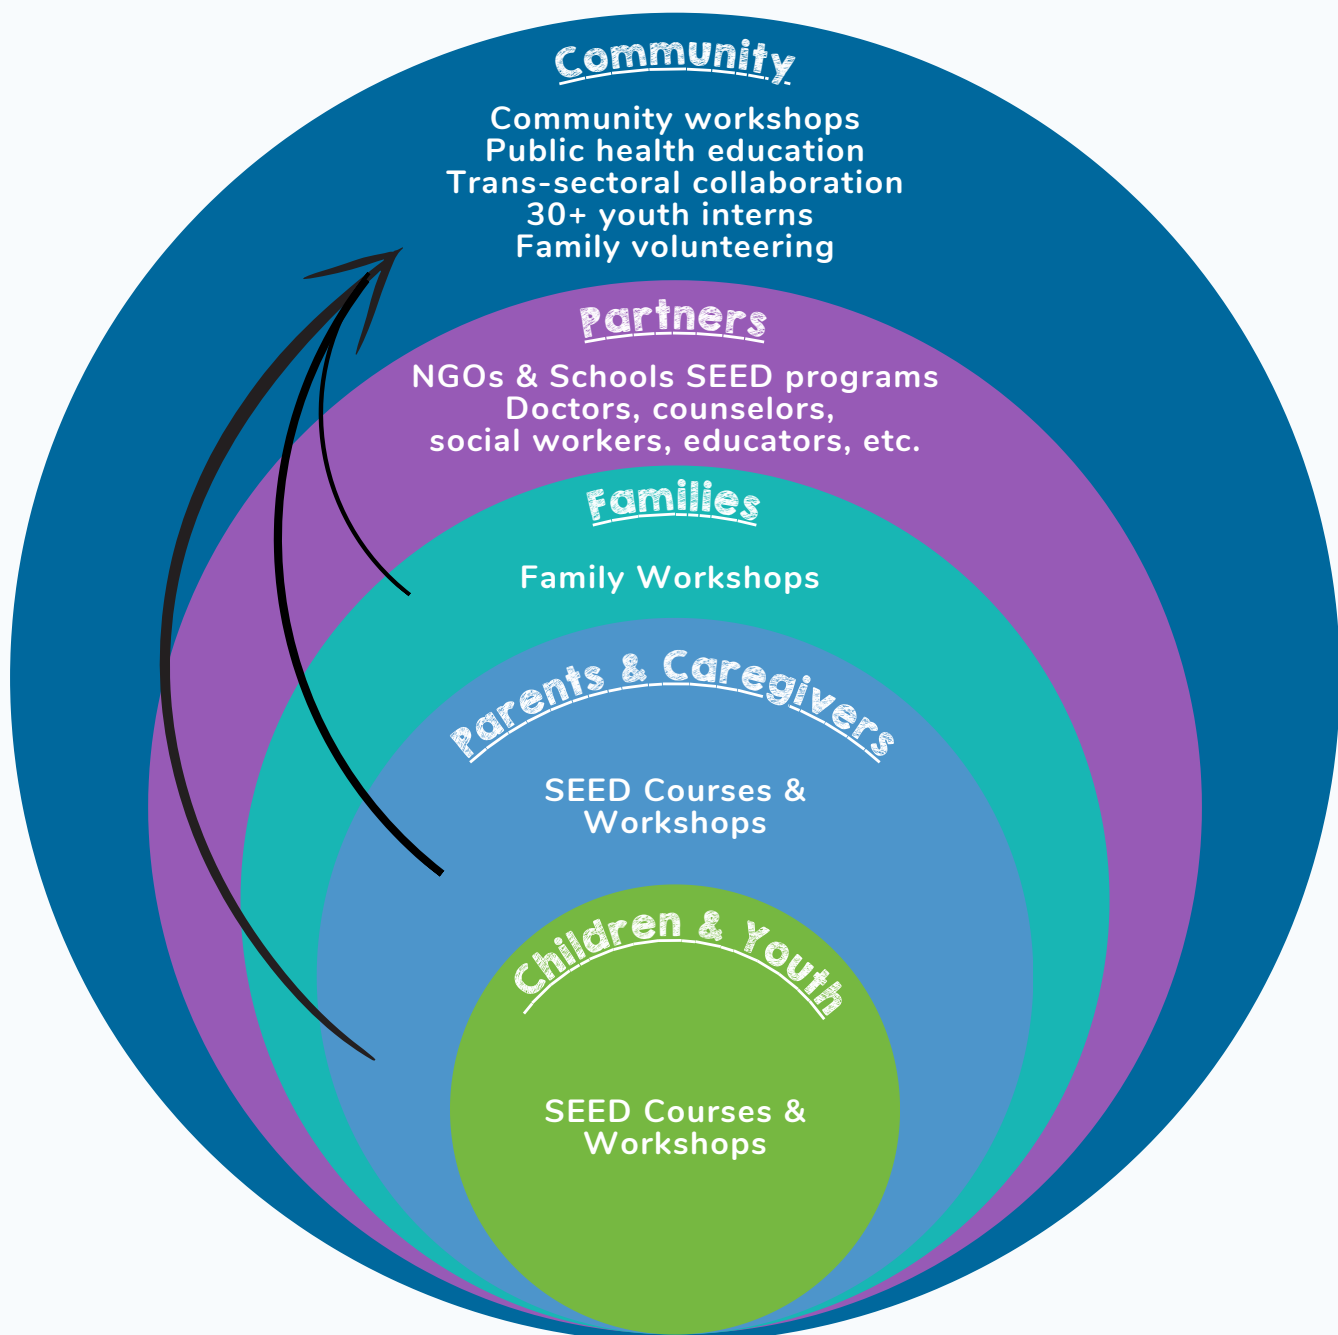 Community
Community workshops
Public health education
Trans-sectoral collaboration
30+ youth interns
Family volunteering
Partners
NGOs & Schools SEED programs
Doctors, counselors,
social workers, educators, etc.
Families
Family Workshops
Parents & Caregivers
SEED Courses &
Workshops
Children & Youth
SEED Courses &
Workshops